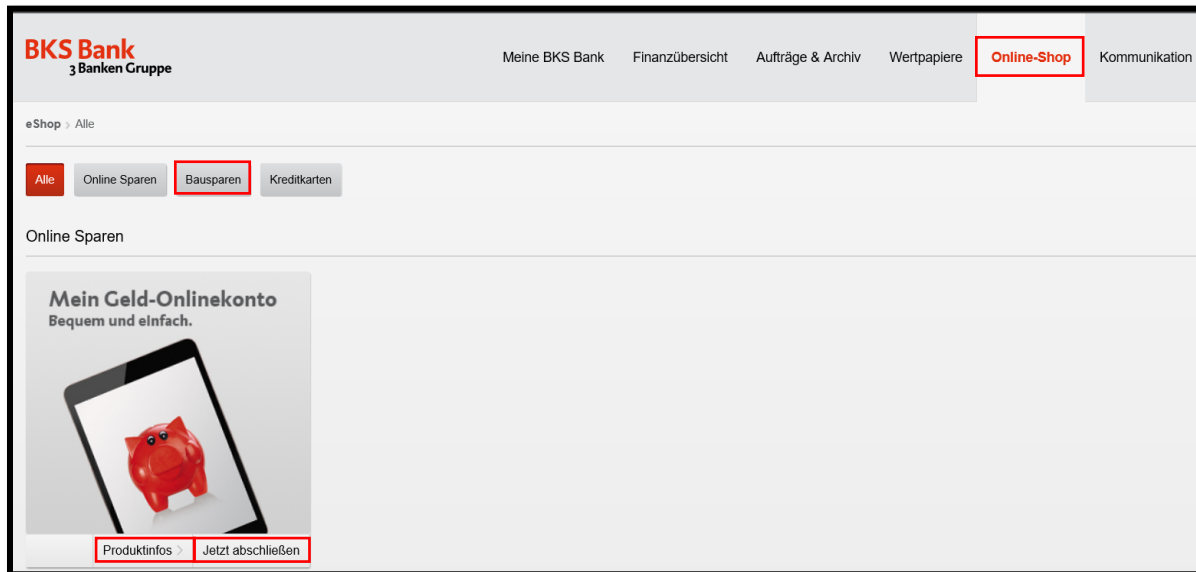 BKS Bank
3 Banken Gruppe
Meine BKS Bank Finanzübersicht Aufträge & Archiv Wertpapiere Online-Shop Kommunikation
eShop > Alle
Alle Online Sparen Bausparen Kreditkarten
Online Sparen
Mein Geld-Onlinekonto
Bequem und einfach.
Produktinfos > Jetzt abschließen